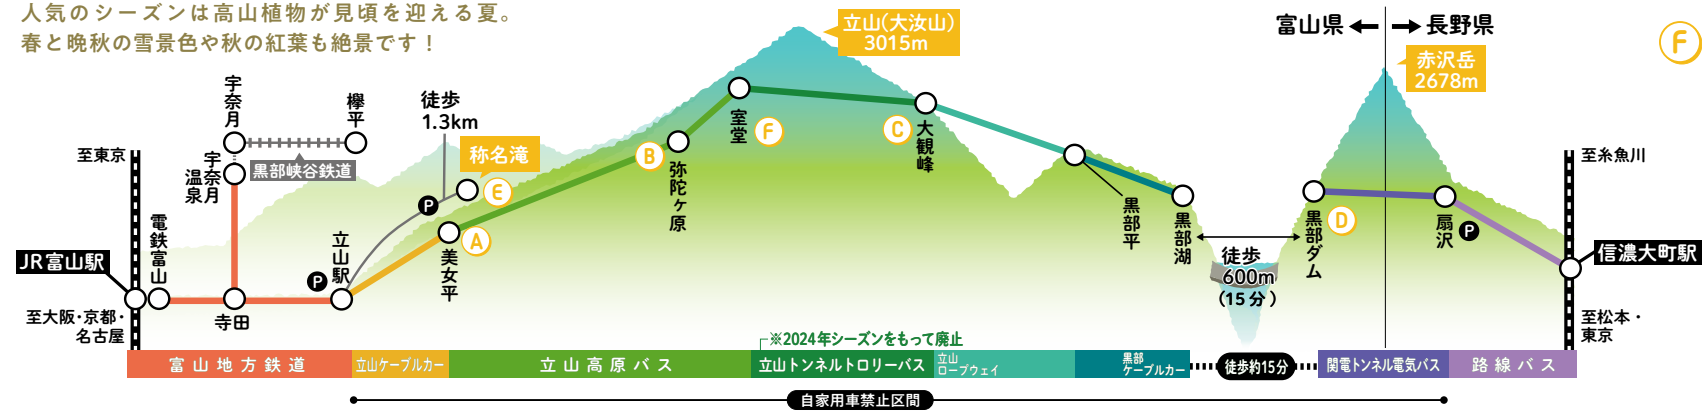 人気のシーズンは高山植物が見頃を迎える夏。
春と晩秋の雪景色や秋の紅葉も絶景です！
立山(大汝山)
3015m
富山県
長野県
F
赤沢岳
2678m
宇奈月
欅平
徒歩
1.3km
称名滝
室堂
F
C
大観峰
至東京
宇奈月
温泉
黒部峡谷鉄道
B
弥陀ヶ原
至糸魚川
E
P
黒部平
黒部湖
黒部ダム
D
扇沢
P
電鉄富山
立山駅
美女平
A
JR富山駅
P
徒歩
600m
(15分)
信濃大町駅
至大阪・京都・
名古屋
寺田
至松本・
東京
※2024年シーズンをもって廃止
富山地方鉄道
立山ケーブルカー
立山高原バス
立山トンネルトロリーバス
立山
ロープウェイ
黒部
ケーブルカー
徒歩約15分
関電トンネル電気バス
路線バス
自家用車禁止区間